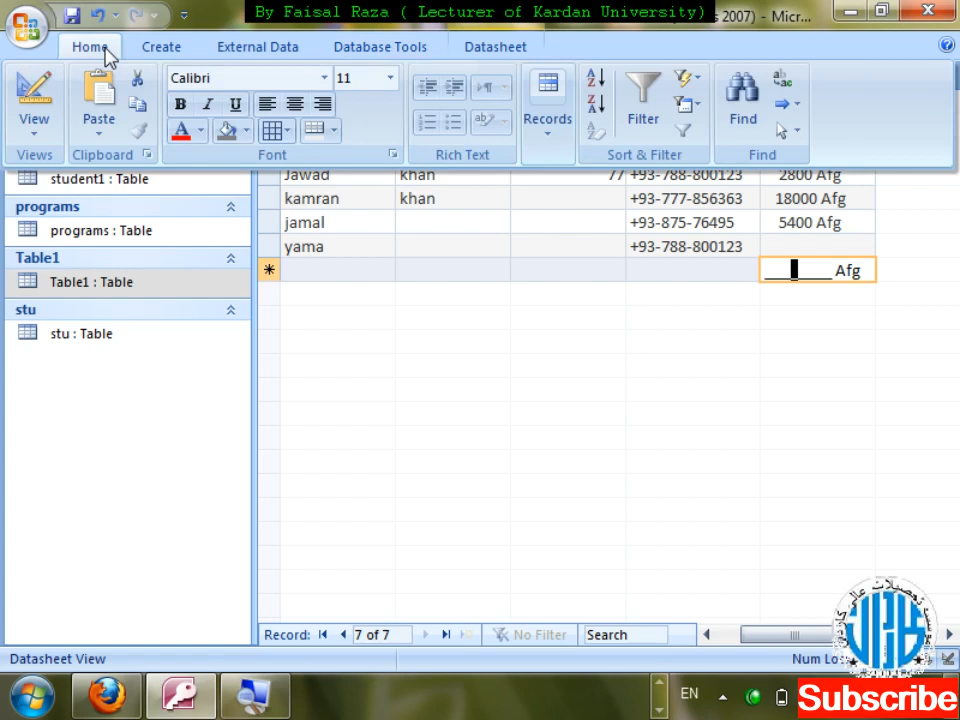 By Faisal Raza ( Lecturer of Kardan University)
s 2007) - Micr...
Home
Create
External Data
Database Tools
Datasheet
Calibri
11
View
Paste
B I U
A
Records
Filter
Find
Views
Clipboard
Font
Rich Text
Sort & Filter
Find
student1 : Table
Jawad khan 77 +93-788-800123 2800 Afg
programs
kamran khan +93-777-856363 18000 Afg
programs : Table
jamal +93-875-76495 5400 Afg
Table1
yama +93-788-800123
Table1 : Table
________ Afg
stu
stu : Table
Record: 7 of 7 No Filter Search
Datasheet View
Num Lo
EN
Subscribe